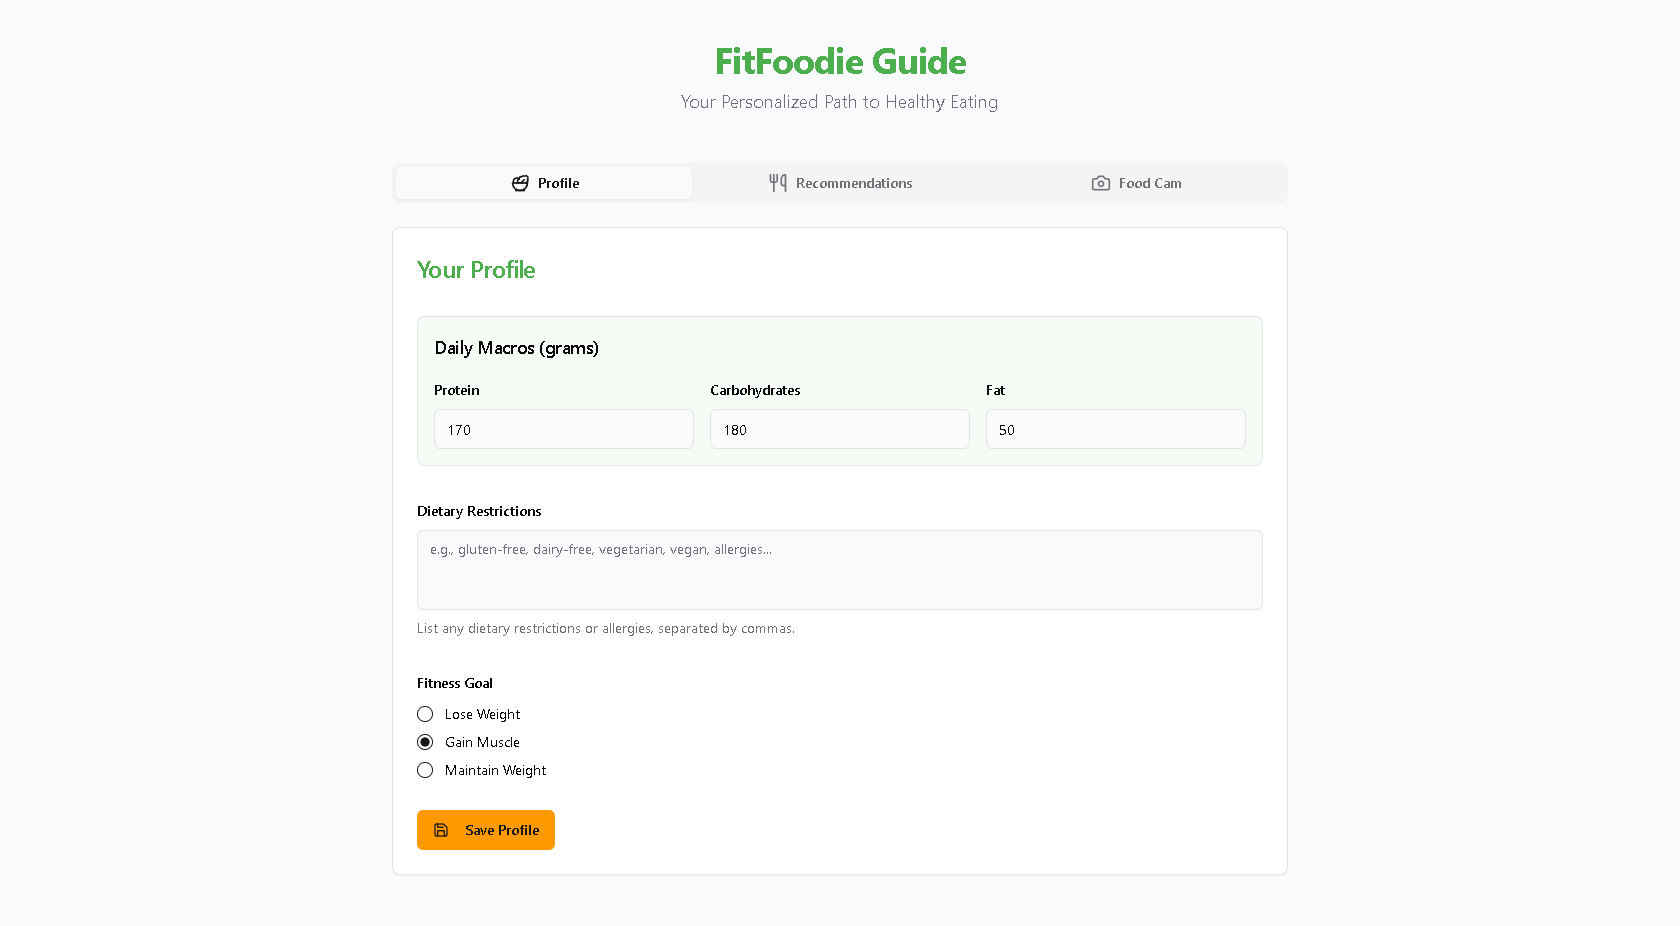 FitFoodie Guide
Your Personalized Path to Healthy Eating
Profile
Recommendations
Food Cam
Your Profile
Daily Macros (grams)
Protein
Carbohydrates
Fat
170
180
50
Dietary Restrictions
e.g., gluten-free, dairy-free, vegetarian, vegan, allergies...
List any dietary restrictions or allergies, separated by commas.
Fitness Goal
Lose Weight
Gain Muscle
Maintain Weight
Save Profile